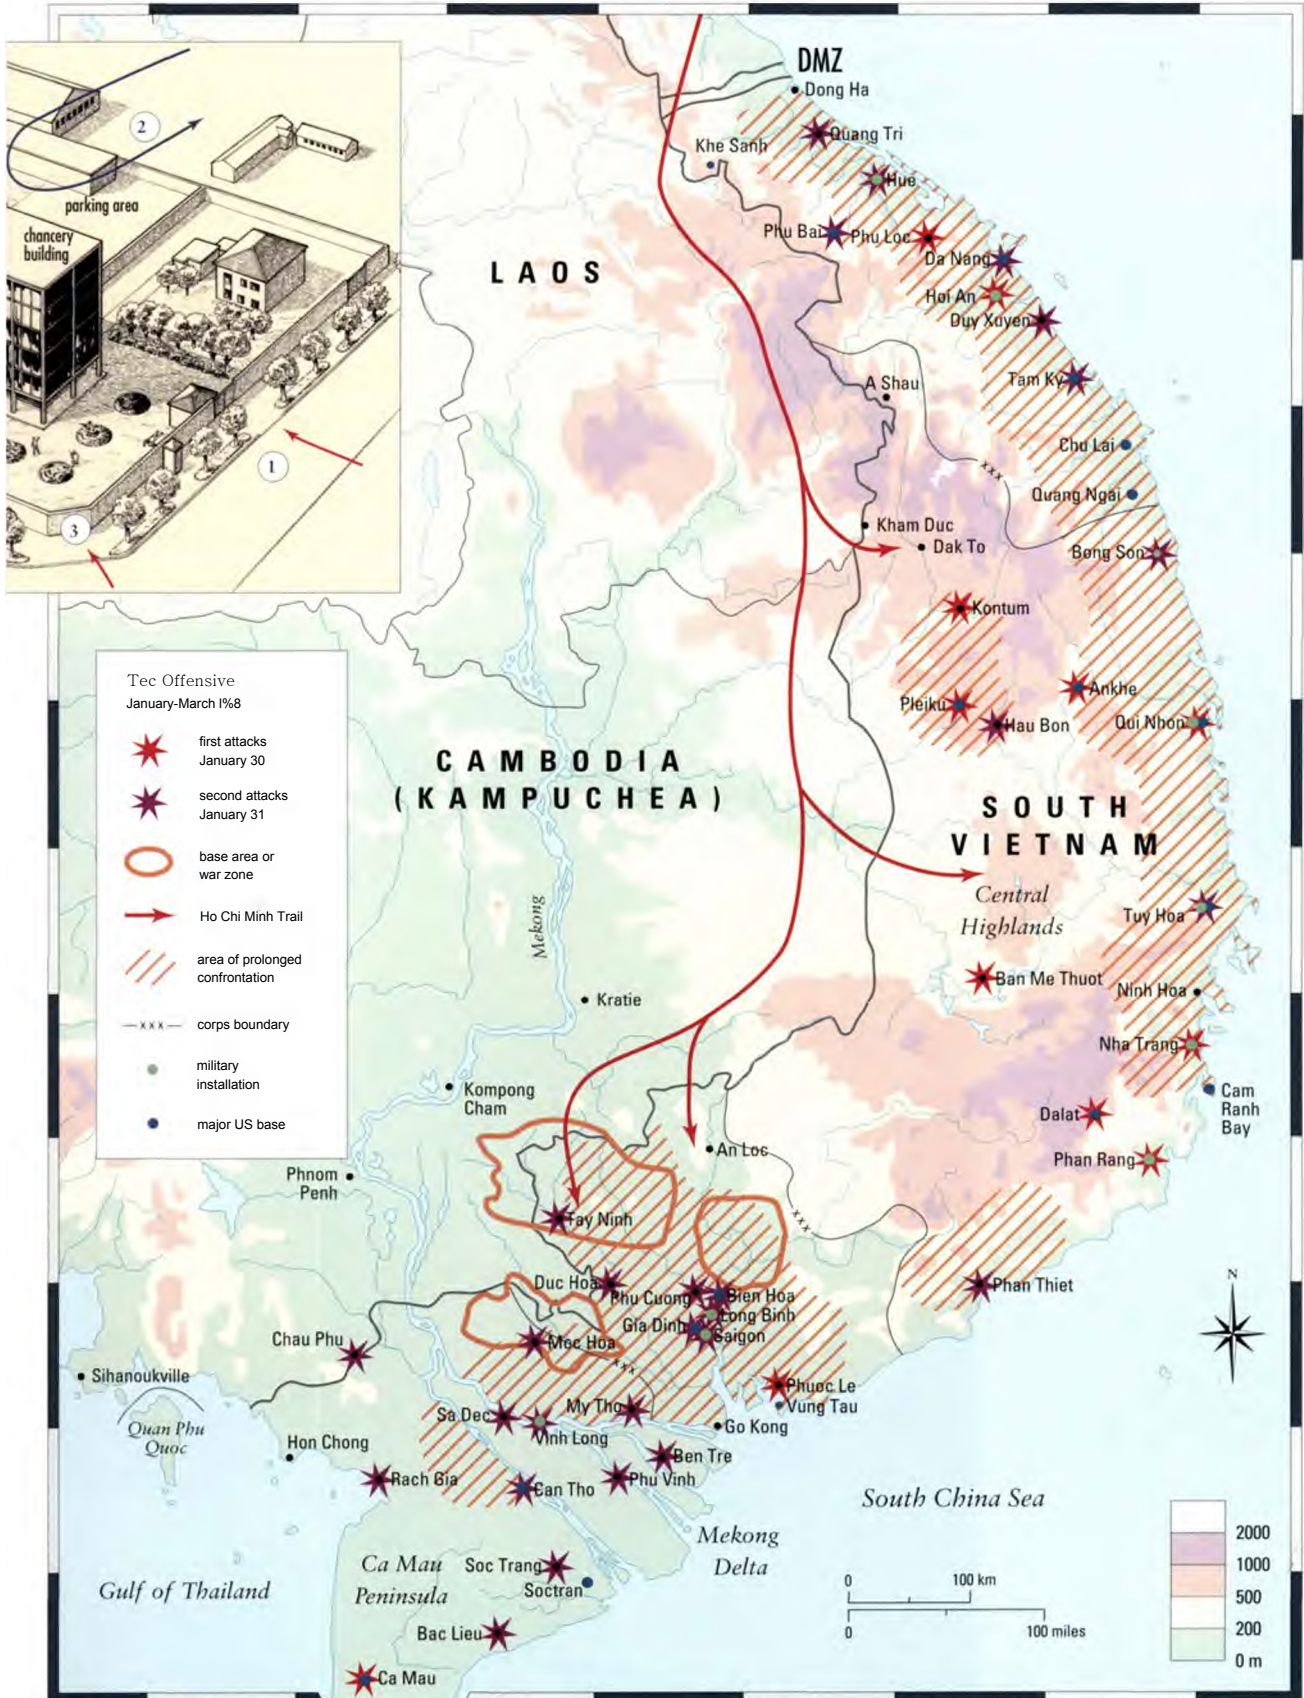 DMZ
Dong Ha
Quang Tri
Khe Sanh
Hue
Phu Bai
Phu Loc
Da Nang
Hoi An
Duy Xuyen
Tam Ky
Chu Lai
Quang Ngai
Bong Son
2
parking area
chancery
building
1
3
LAOS
A Shau
xxx
Kham Duc
Dak To
Kontum
Pleiku
Hau Bon
Ankhe
Qui Nhon
Tec Offensive
January-March I%8
first attacks
January 30
second attacks
January 31
base area or
war zone
Ho Chi Minh Trail
area of prolonged
confrontation
xxx
corps boundary
military
installation
major US base
CAMBODIA
(KAMPUCHEA)
SOUTH
VIETNAM
Central
Highlands
Mekong
Tuy Hoa
Ban Me Thuot
Ninh Hoa
Kratie
Nha Trang
Kompong
Cham
Cam
Ranh
Bay
Dalat
Phan Rang
An Loc
Phnom
Penh
xxx
Tay Ninh
Duc Hoa
Phu Cuong
Bien Hoa
Long Binh
Gia Dinh
Saigon
Phan Thiet
N
Chau Phu
Moc Hoa
xxx
Sihanoukville
Phuoc Le
Vung Tau
Quan Phu
Quoc
Sa Dec
My Tho
Vinh Long
Go Kong
Hon Chong
Ben Tre
Rach Gia
Can Tho
Phu Vinh
South China Sea
Mekong
Delta
Ca Mau
Peninsula
Soc Trang
Soctran
Gulf of Thailand
Bac Lieu
Ca Mau
0
100 km
0
100 miles
2000
1000
500
200
0 m